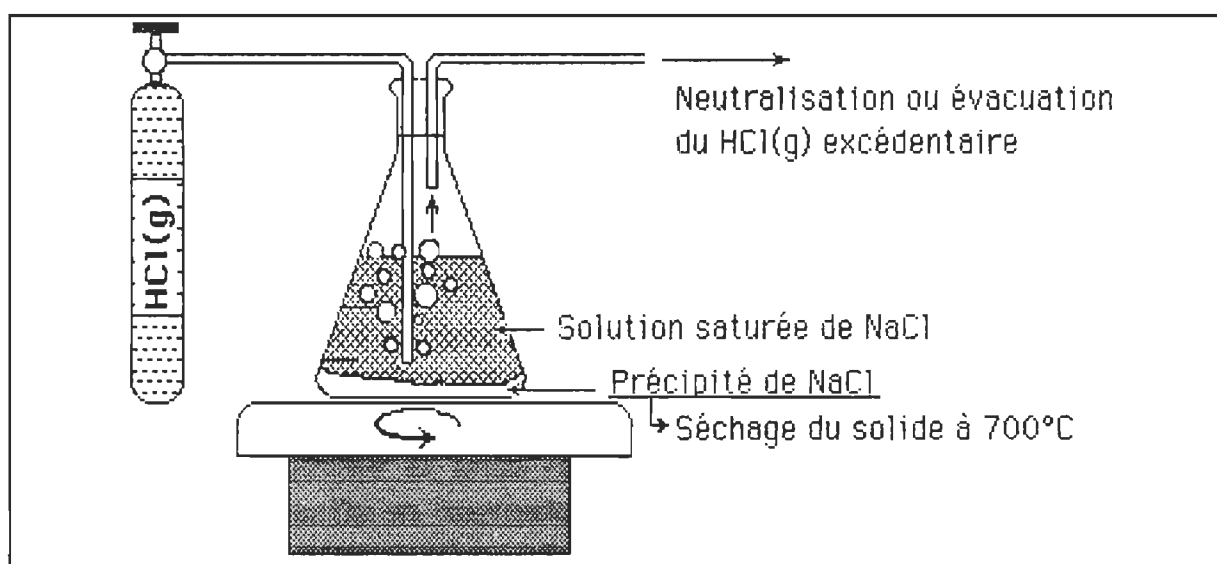 Neutralisation ou évacuation
du HCl(g) excédentaire
HCl(g)
Solution saturée de NaCl
Précipité de NaCl
Séchage du solide à 700°C